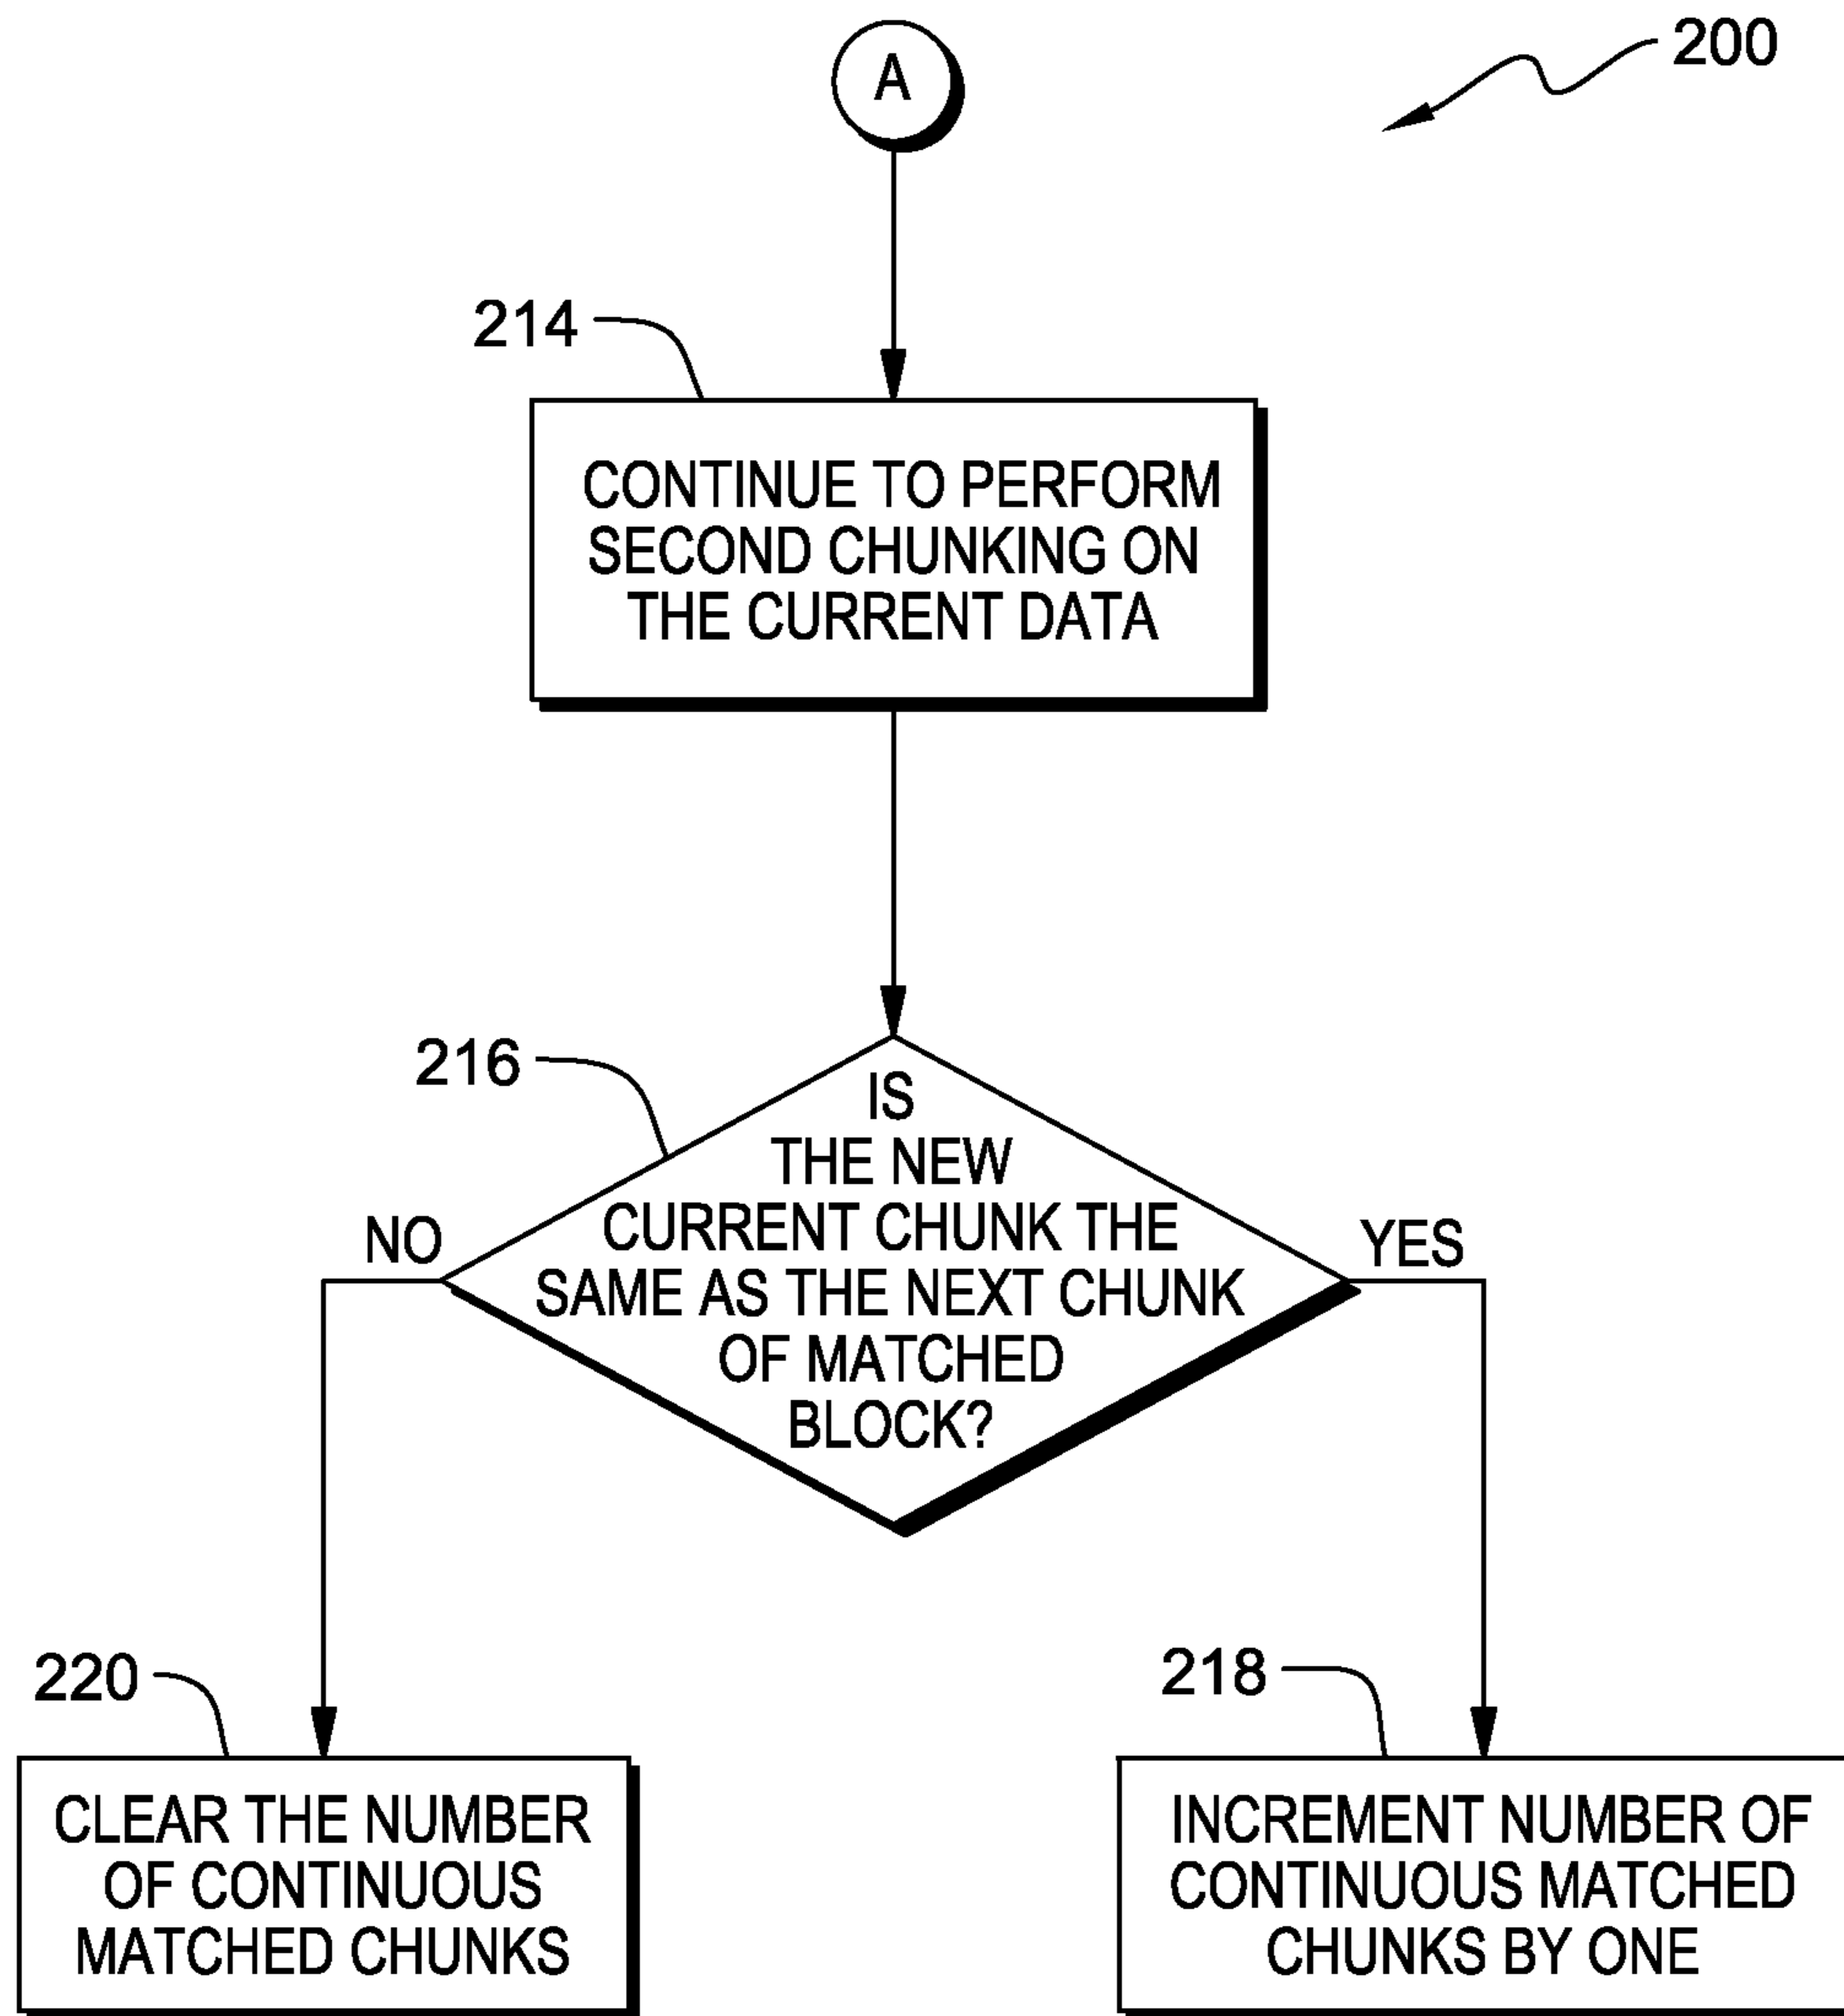 A
200
214
CONTINUE TO PERFORM
SECOND CHUNKING ON
THE CURRENT DATA
216
IS
THE NEW
CURRENT CHUNK THE
SAME AS THE NEXT CHUNK
OF MATCHED
BLOCK?
NO
YES
220
CLEAR THE NUMBER
OF CONTINUOUS
MATCHED CHUNKS
218
INCREMENT NUMBER OF
CONTINUOUS MATCHED
CHUNKS BY ONE